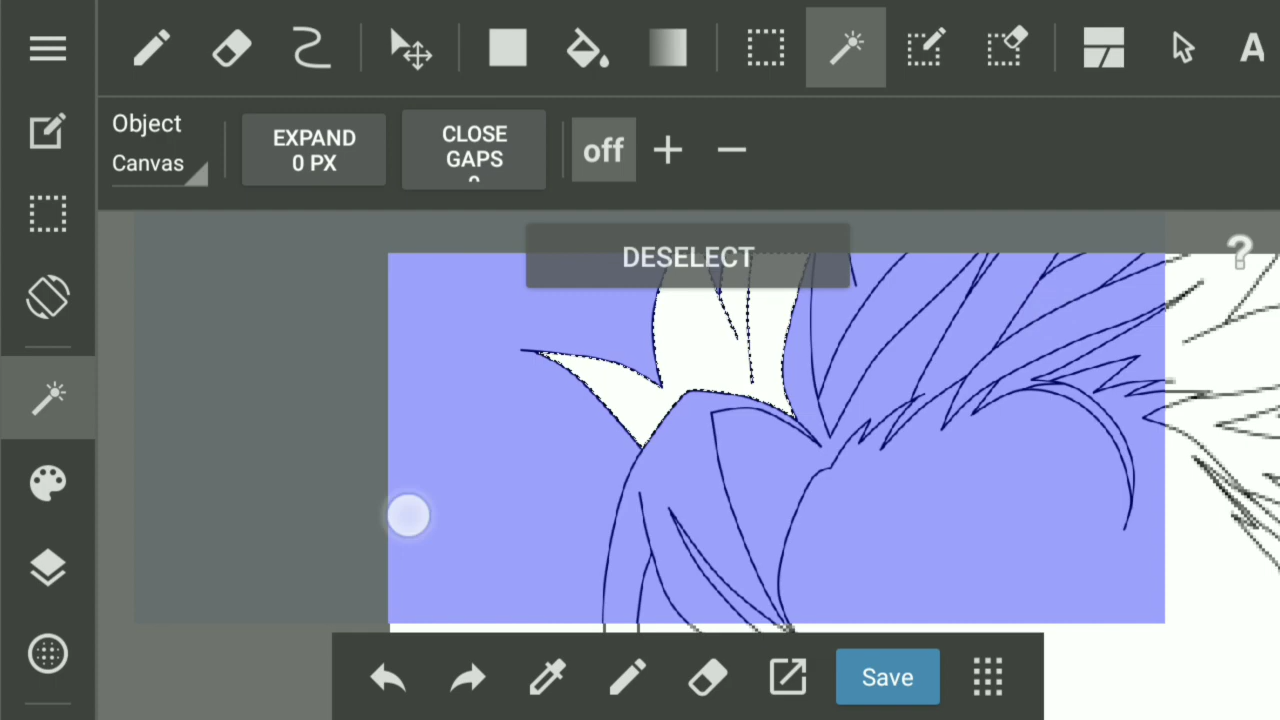 A
Object
Canvas
EXPAND
0 PX
CLOSE
GAPS
off
DESELECT
?
Save